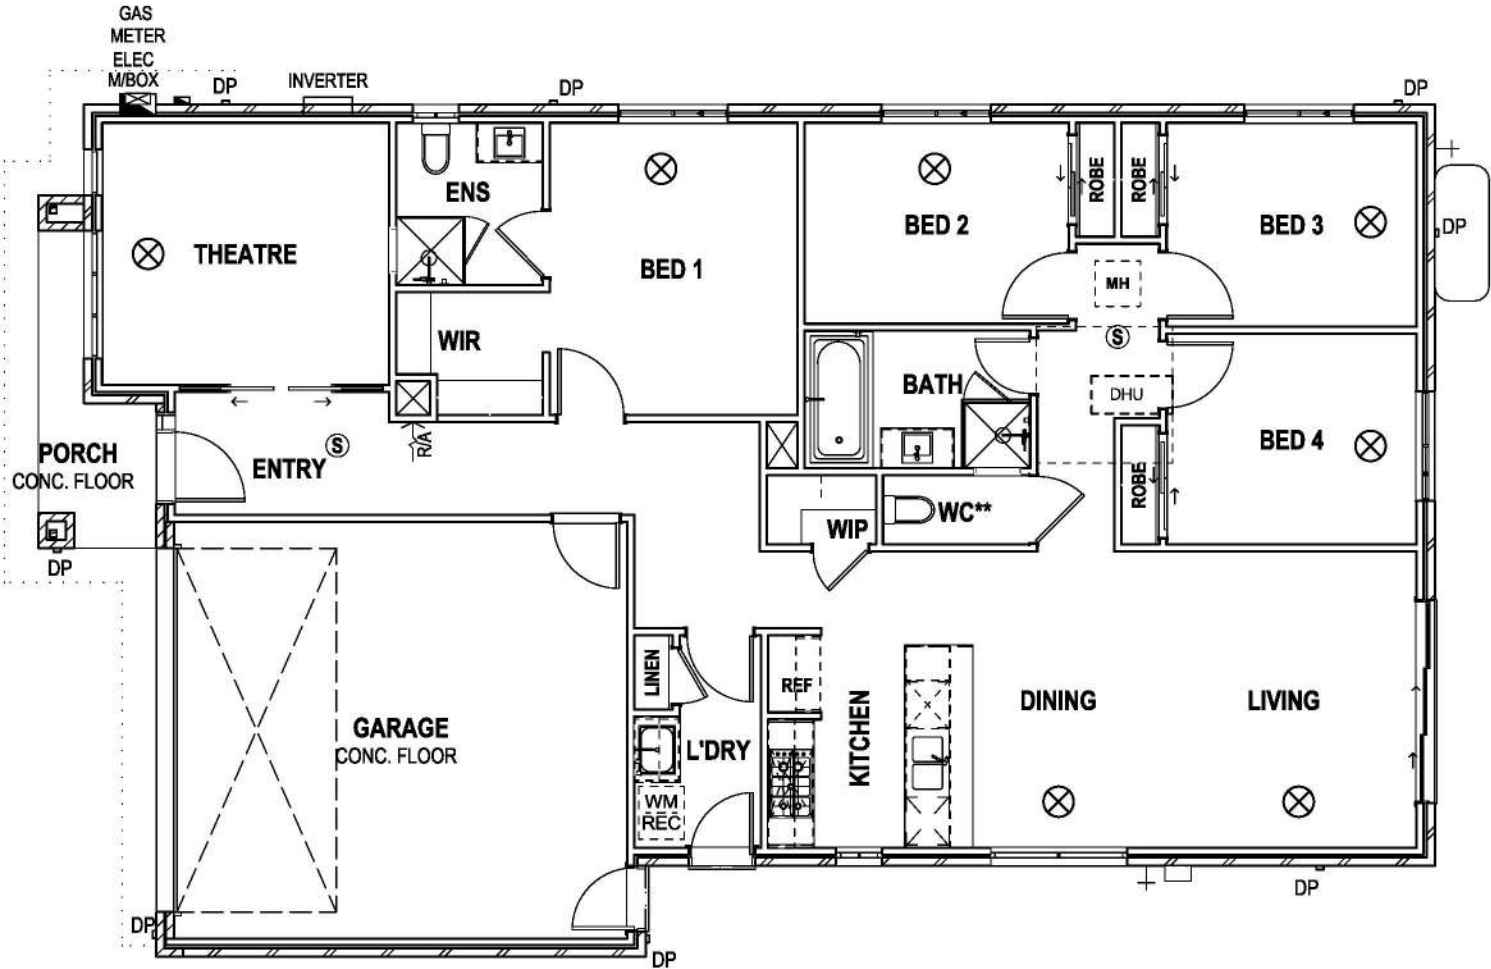 GAS
METER
ELEC
M/BOX
DP
INVERTER
DP
DP
ENS
ROBE
ROBE
THEATRE
BED 1
BED 2
BED 3
DP
MH
WIR
S
BATH
DHU
R/A
S
PORCH
CONC. FLOOR
ENTRY
BED 4
ROBE
WC**
WIP
DP
LINEN
REF
KITCHEN
DINING
LIVING
GARAGE
CONC. FLOOR
L'DRY
WM
REC
DP
DP
DP